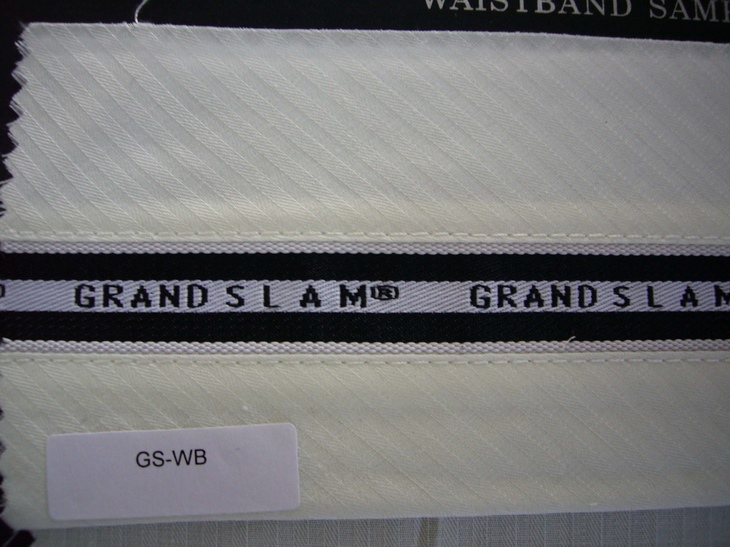 WAISTBAND SAMP
GRAND SLAM® GRAND SLAM
GS-WB